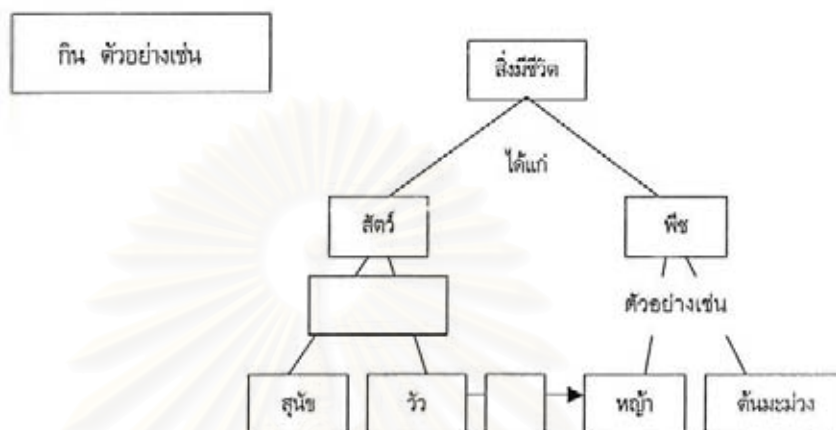 กิน ตัวอย่างเช่น
สิ่งมีชีวิต
ได้แก่
สัตว์
พืช
ตัวอย่างเช่น
สุนัข
วัว
หญ้า
ต้นมะม่วง